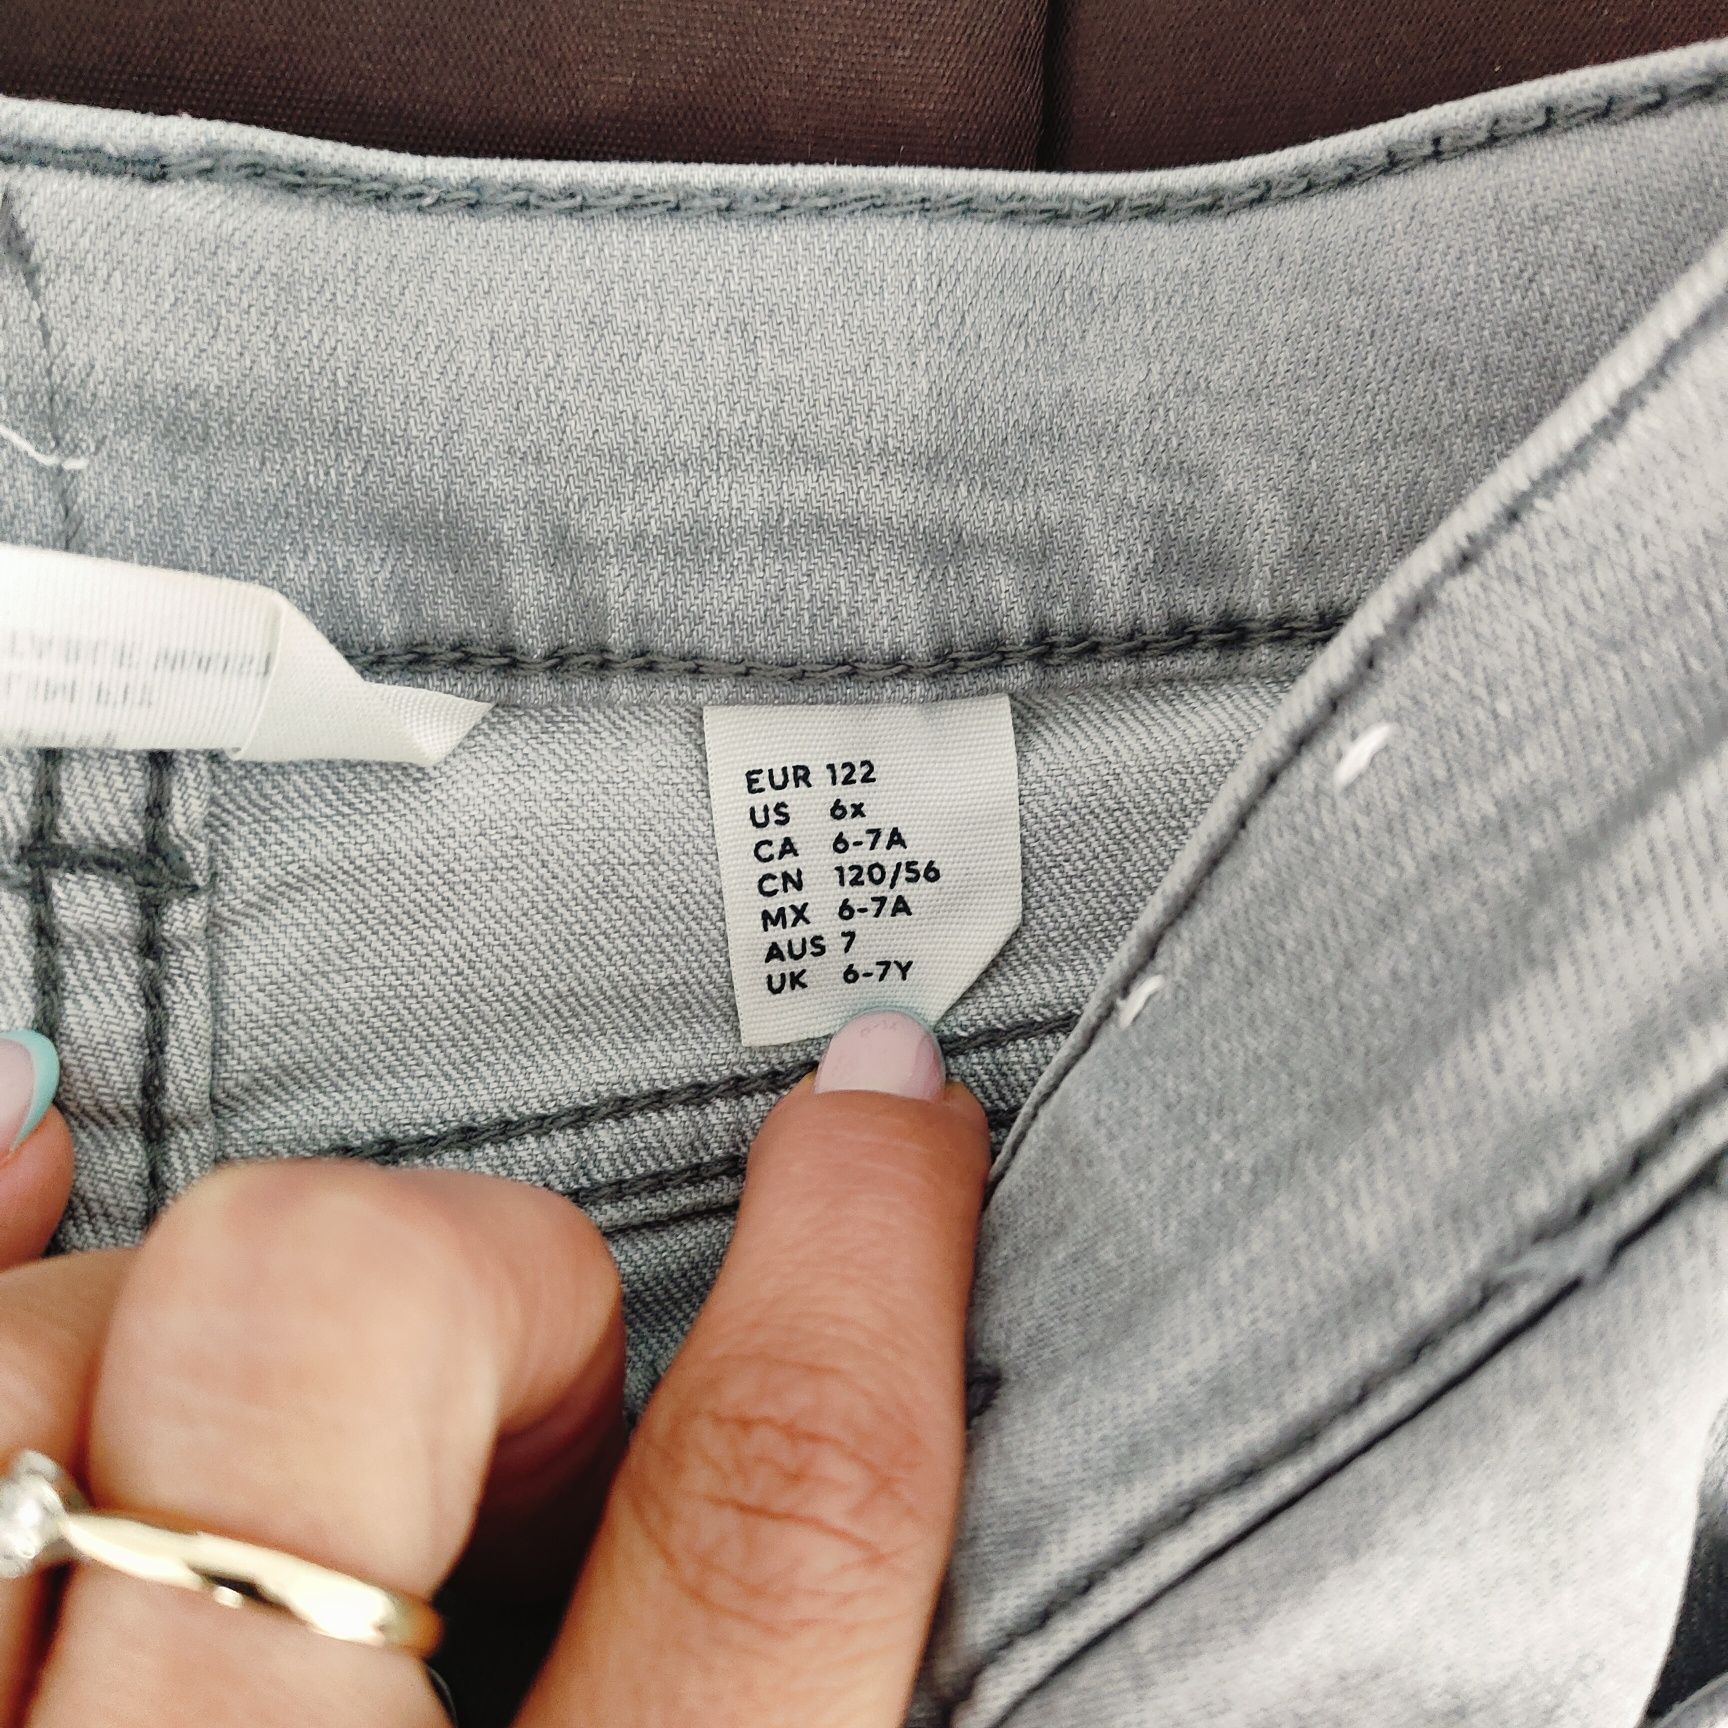 EUR 122
US 6x
CA 6-7A
CN 120/56
MX 6-7A
AUS 7
UK 6-7Y